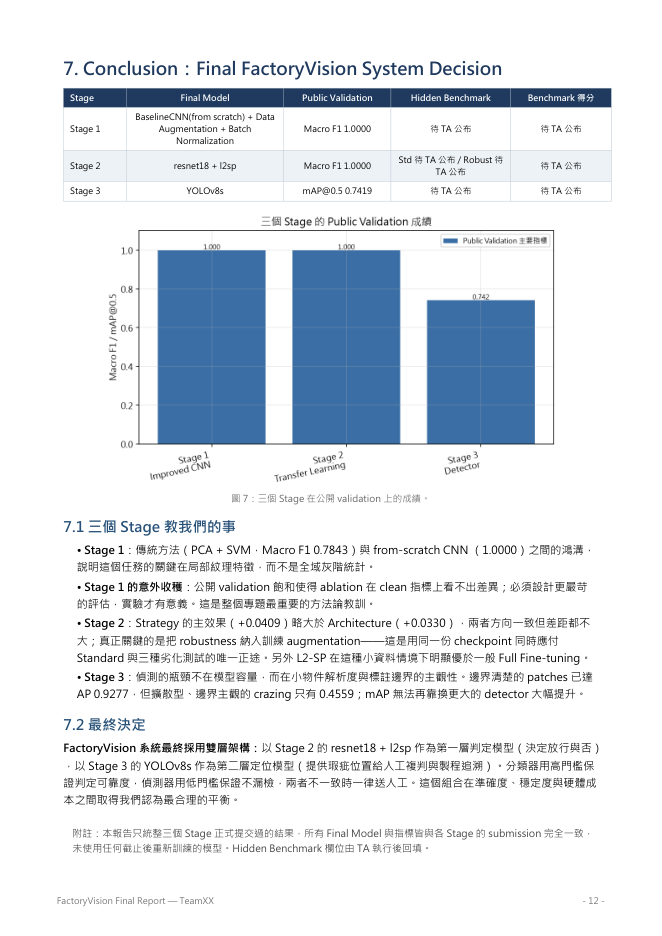 7. Conclusion：Final FactoryVision System Decision
Stage Final Model Public Validation Hidden Benchmark Benchmark 得分
Stage 1 BaselineCNN(from scratch) + Data Augmentation + Batch Normalization Macro F1 1.0000 待 TA 公布 待 TA 公布
Stage 2 resnet18 + l2sp Macro F1 1.0000 Std 待 TA 公布 / Robust 待 TA 公布 待 TA 公布
Stage 3 YOLOv8s mAP@0.5 0.7419 待 TA 公布 待 TA 公布
三個 Stage 的 Public Validation 成績
Public Validation 主要指標
Macro F1 / mAP@0.5
1.0
0.8
0.6
0.4
0.2
0.0
1.000
1.000
0.742
Stage 1
Improved CNN
Stage 2
Transfer Learning
Stage 3
Detector
圖 7：三個 Stage 在公開 validation 上的成績。
7.1 三個 Stage 教我們的事
• Stage 1：傳統方法（PCA + SVM，Macro F1 0.7843）與 from-scratch CNN（1.0000）之間的鴻溝，
說明這個任務的關鍵在局部紋理特徵，而不是全域灰階統計。
• Stage 1 的意外收穫：公開 validation 飽和使得 ablation 在 clean 指標上看不出差異；必須設計更嚴苛
的評估，實驗才有意義。這是整個專題最重要的方法論教訓。
• Stage 2：Strategy 的主效果（+0.0409）略大於 Architecture（+0.0330），兩者方向一致但差距都不
大；真正關鍵的是把 robustness 納入訓練 augmentation——這是用同一份 checkpoint 同時應付
Standard 與三種劣化測試的唯一正途。另外 L2-SP 在這種小資料情境下明顯優於一般 Full Fine-tuning。
• Stage 3：偵測的瓶頸不在模型容量，而在小物件解析度與標註邊界的主觀性。邊界清楚的 patches 已達
AP 0.9277，但擴散型、邊界主觀的 crazing 只有 0.4559；mAP 無法再靠換更大的 detector 大幅提升。
7.2 最終決定
FactoryVision 系統最終採用雙層架構：以 Stage 2 的 resnet18 + l2sp 作為第一層判定模型（決定放行與否）
，以 Stage 3 的 YOLOv8s 作為第二層定位模型（提供瑕疵位置給人工複判與製程追溯）。分類器用高門檻保
證判定可靠度，偵測器用低門檻保證不漏檢，兩者不一致時一律送人工。這個組合在準確度、穩定度與硬體成
本之間取得我們認為最合理的平衡。
附註：本報告只統整三個 Stage 正式提交過的結果，所有 Final Model 與指標皆與各 Stage 的 submission 完全一致，
未使用任何截止後重新訓練的模型。Hidden Benchmark 欄位由 TA 執行後回填。
FactoryVision Final Report — TeamXX
- 12 -